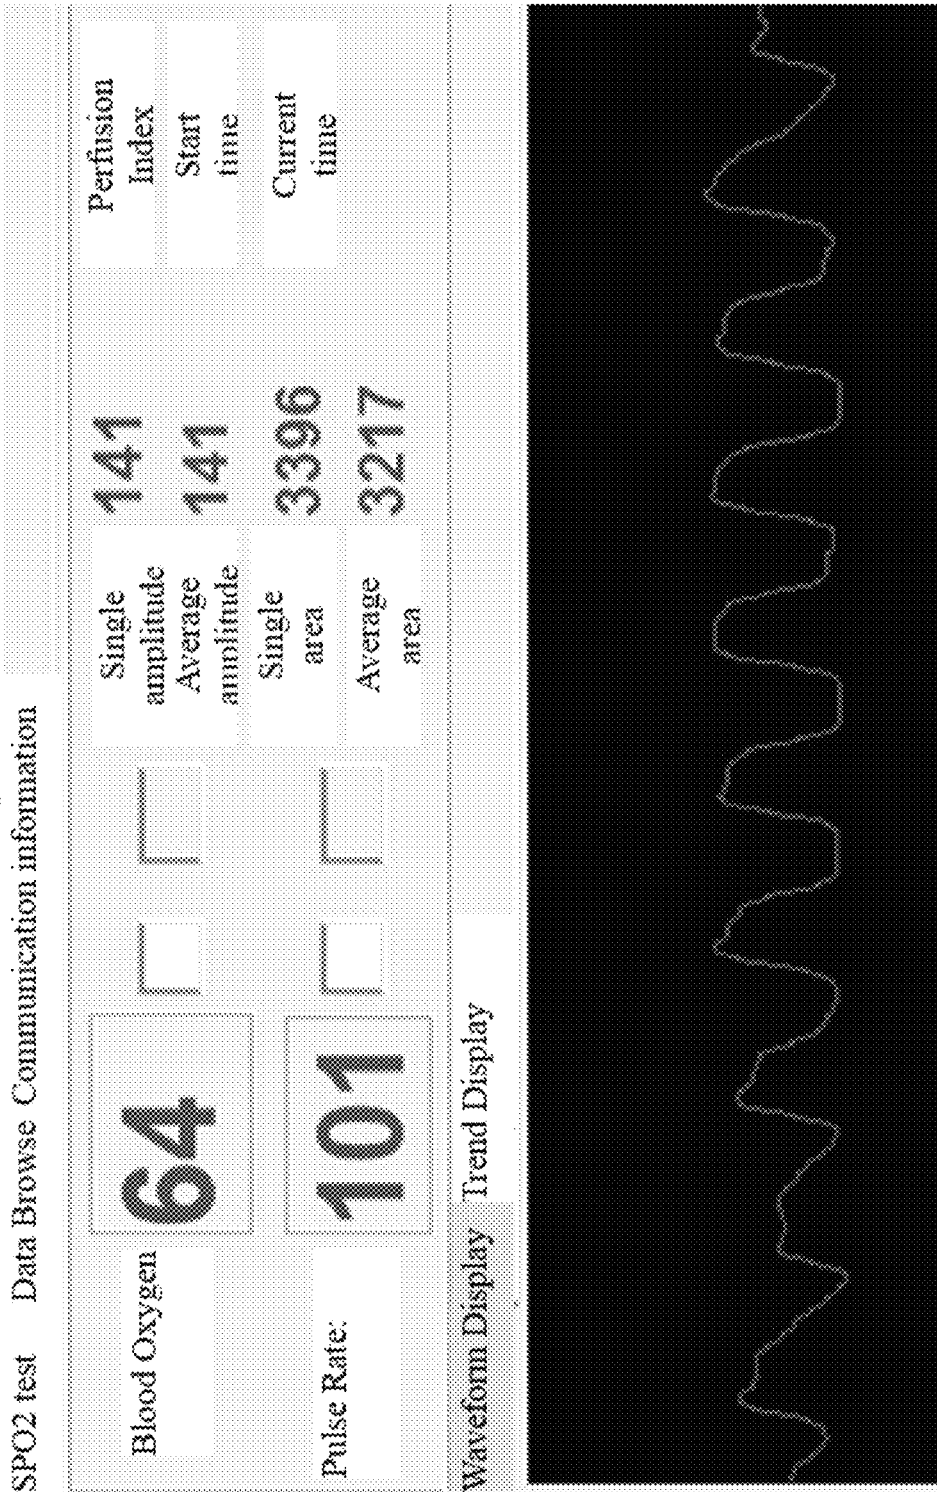 SPO2 test Data Browse Communication information
Blood Oxygen 64 Single amplitude 141 Perfusion Index
Average amplitude 141 Start time
Pulse Rate: 101 Single area 3396 Current time
Average area 3217
Waveform Display Trend Display